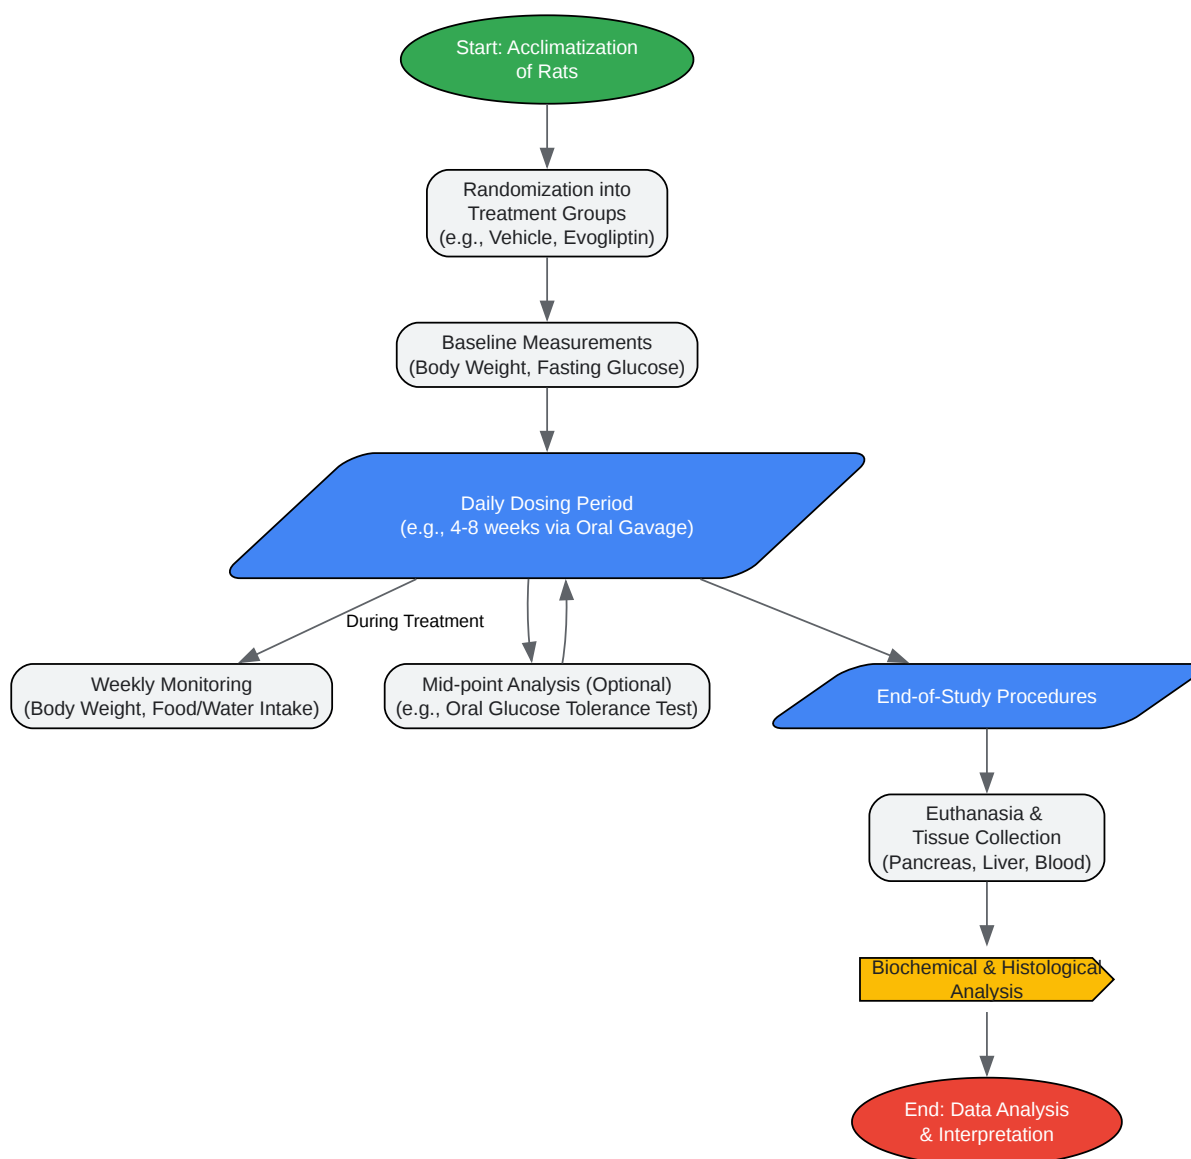 Start: Acclimatization
of Rats
Randomization into
Treatment Groups
(e.g., Vehicle, Evogliptin)
Baseline Measurements
(Body Weight, Fasting Glucose)
Daily Dosing Period
(e.g., 4-8 weeks via Oral Gavage)
During Treatment
Weekly Monitoring
(Body Weight, Food/Water Intake)
Mid-point Analysis (Optional)
(e.g., Oral Glucose Tolerance Test)
End-of-Study Procedures
Euthanasia &
Tissue Collection
(Pancreas, Liver, Blood)
Biochemical & Histological
Analysis
End: Data Analysis
& Interpretation